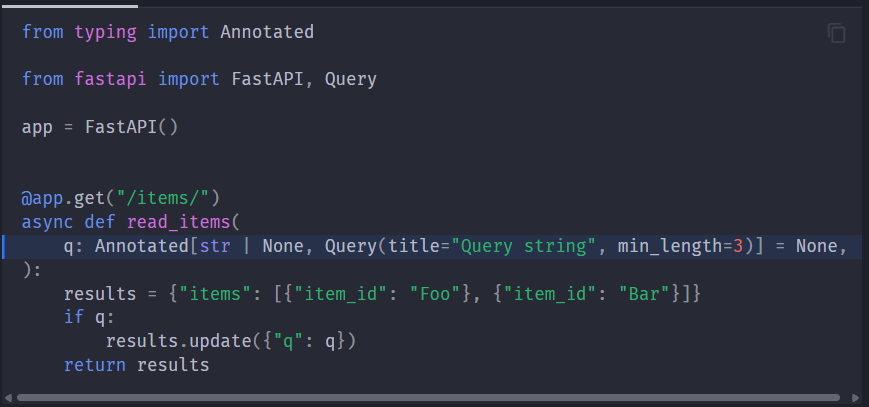 from typing import Annotated
from fastapi import FastAPI, Query
app = FastAPI()
@app.get("/items/")
async def read_items(
    q: Annotated[str | None, Query(title="Query string", min_length=3)] = None,
):
    results = {"items": [{"item_id": "Foo"}, {"item_id": "Bar"}]}
    if q:
        results.update({"q": q})
    return results